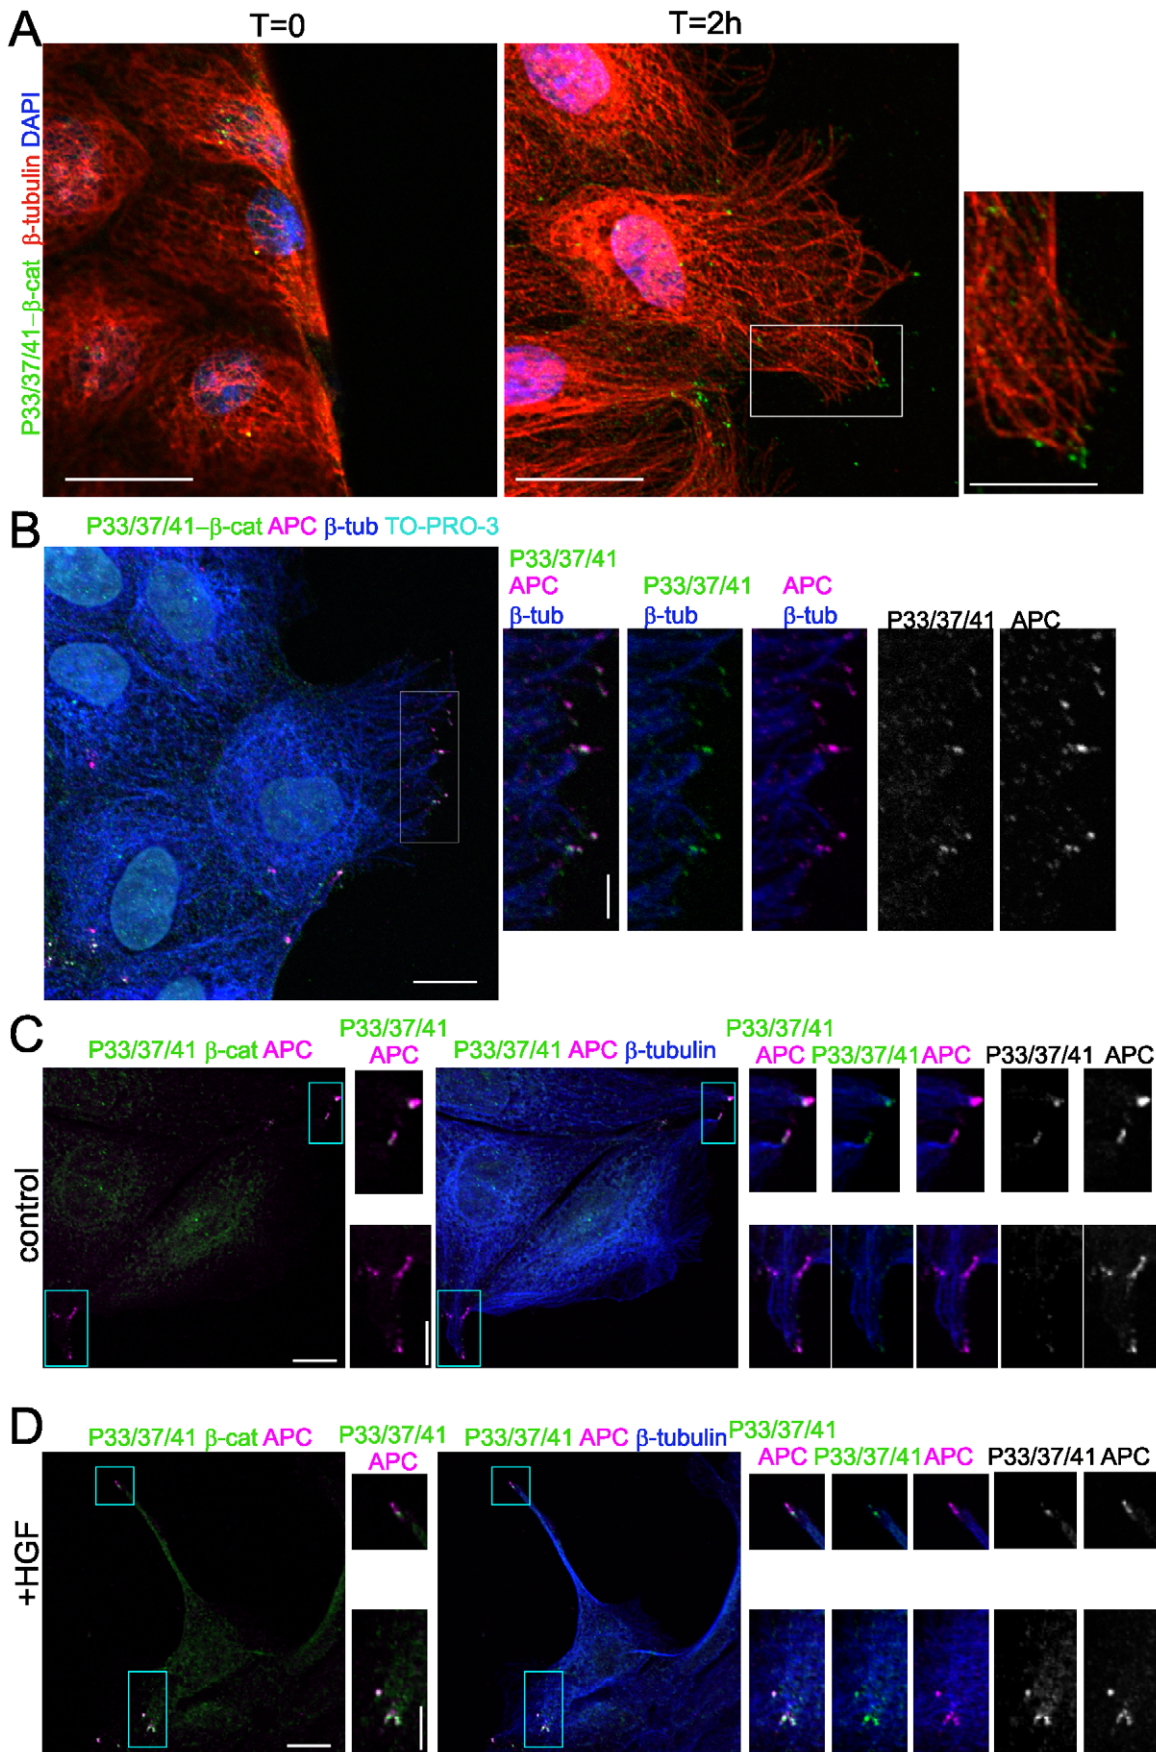 A
T=0
T=2h
P33/37/41–β-cat β-tubulin DAPI
B
P33/37/41–β-cat APC β-tub TO-PRO-3
P33/37/41
APC
β-tub
P33/37/41
β-tub
APC
β-tub
P33/37/41
APC
C
control
P33/37/41 β-cat APC
P33/37/41
APC
P33/37/41 APC β-tubulin
P33/37/41
APC P33/37/41 APC
P33/37/41 APC
D
+HGF
P33/37/41 β-cat APC
P33/37/41
APC
P33/37/41 APC β-tubulin
P33/37/41
APC P33/37/41 APC
P33/37/41 APC